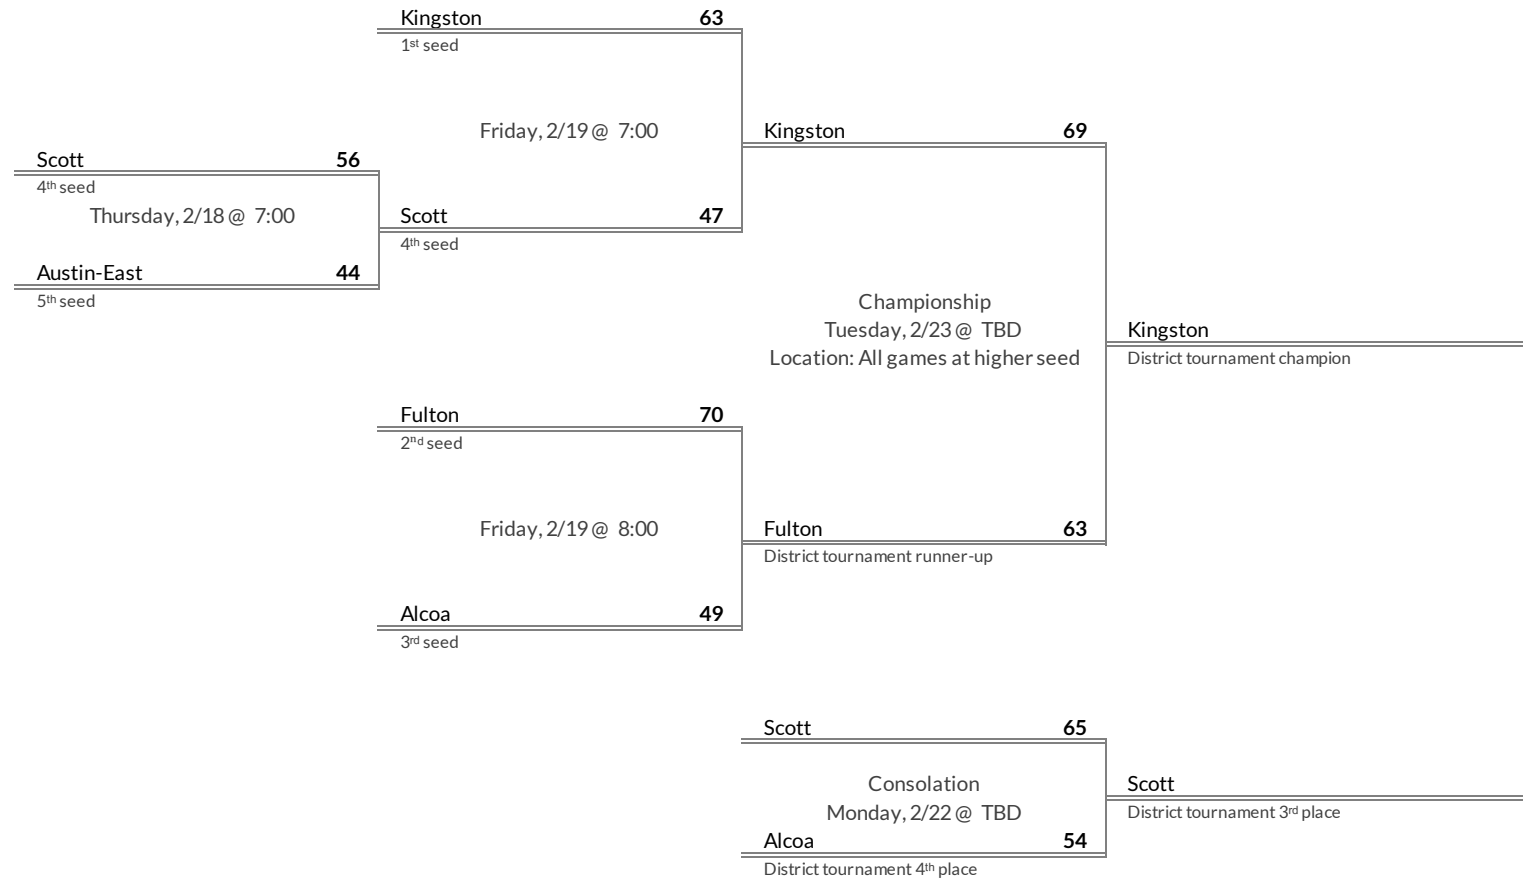 Kingston 63
1st seed
Friday, 2/19 @ 7:00
Kingston 69
Scott 56
4th seed
Thursday, 2/18 @ 7:00
Scott 47
4th seed
Austin-East 44
5th seed
Championship
Tuesday, 2/23 @ TBD
Location: All games at higher seed
Kingston
District tournament champion
Fulton 70
2nd seed
Friday, 2/19 @ 8:00
Fulton 63
District tournament runner-up
Alcoa 49
3rd seed
Scott 65
Consolation
Monday, 2/22 @ TBD
Scott
District tournament 3rd place
Alcoa 54
District tournament 4th place